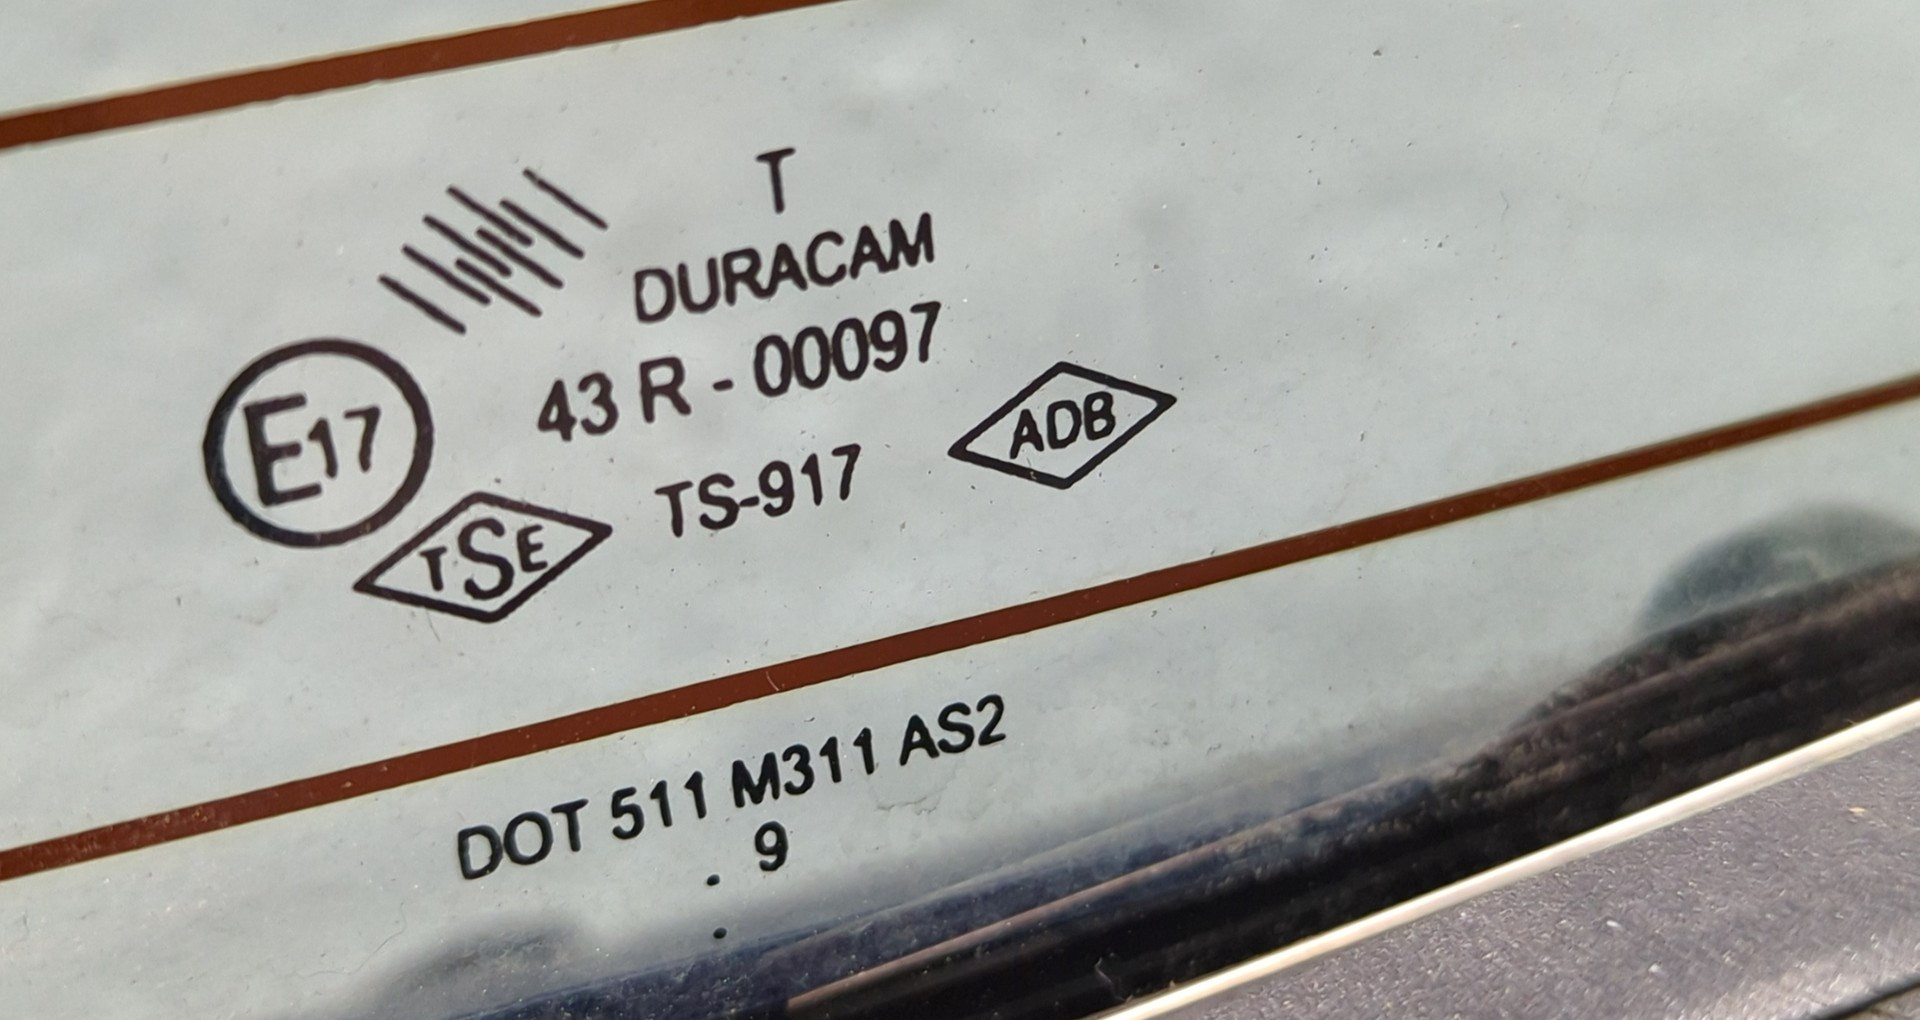 T
DURACAM
E17
43 R - 00097
TSE
TS-917
ADB
DOT 511 M311 AS2
. 9
.